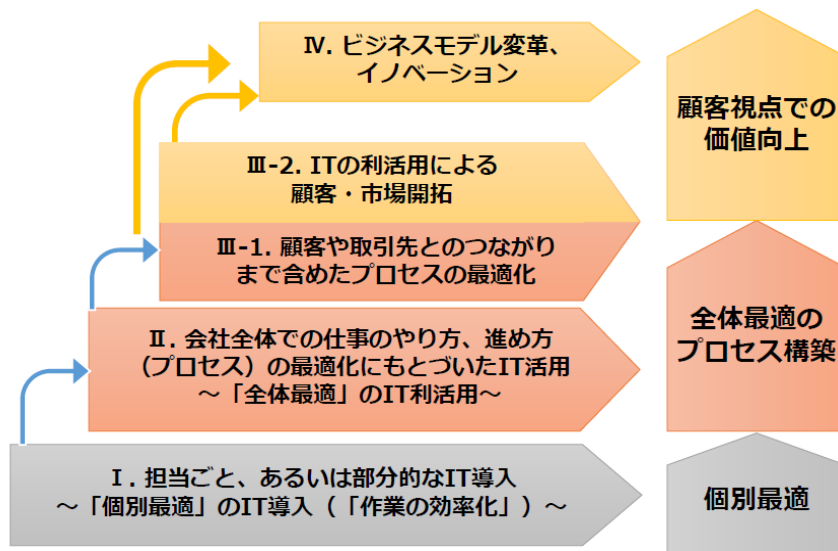 Ⅳ. ビジネスモデル変革、
イノベーション
顧客視点での
価値向上
Ⅲ-2. ITの利活用による
顧客・市場開拓
Ⅲ-1. 顧客や取引先とのつながり
まで含めたプロセスの最適化
全体最適の
プロセス構築
Ⅱ. 会社全体での仕事のやり方、進め方
（プロセス）の最適化にもとづいたIT活用
～「全体最適」のIT利活用～
Ⅰ. 担当ごと、あるいは部分的なIT導入
～「個別最適」のIT導入（「作業の効率化」）～
個別最適